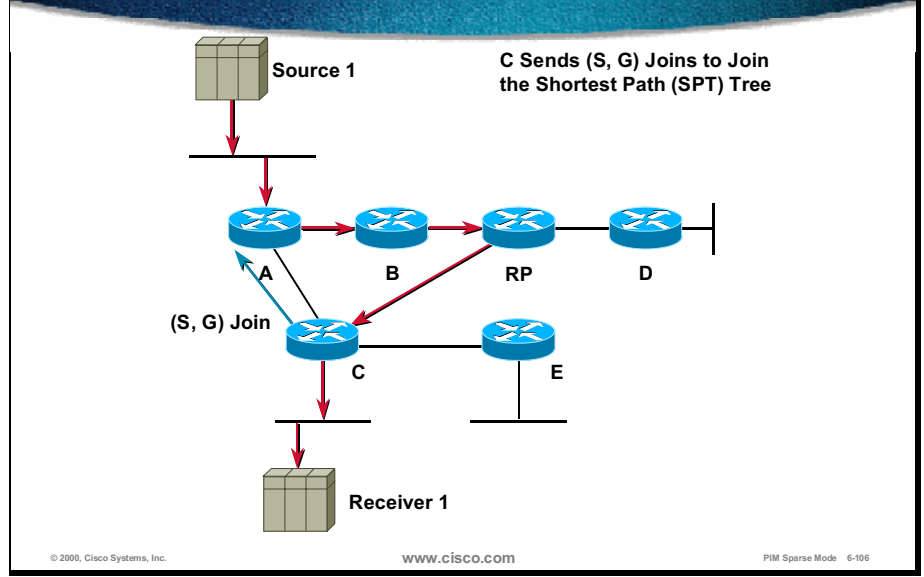 C Sends (S, G) Joins to Join
the Shortest Path (SPT) Tree
Source 1
A
B
RP
D
(S, G) Join
C
E
Receiver 1
© 2000, Cisco Systems, Inc.
www.cisco.com
PIM Sparse Mode 6-106